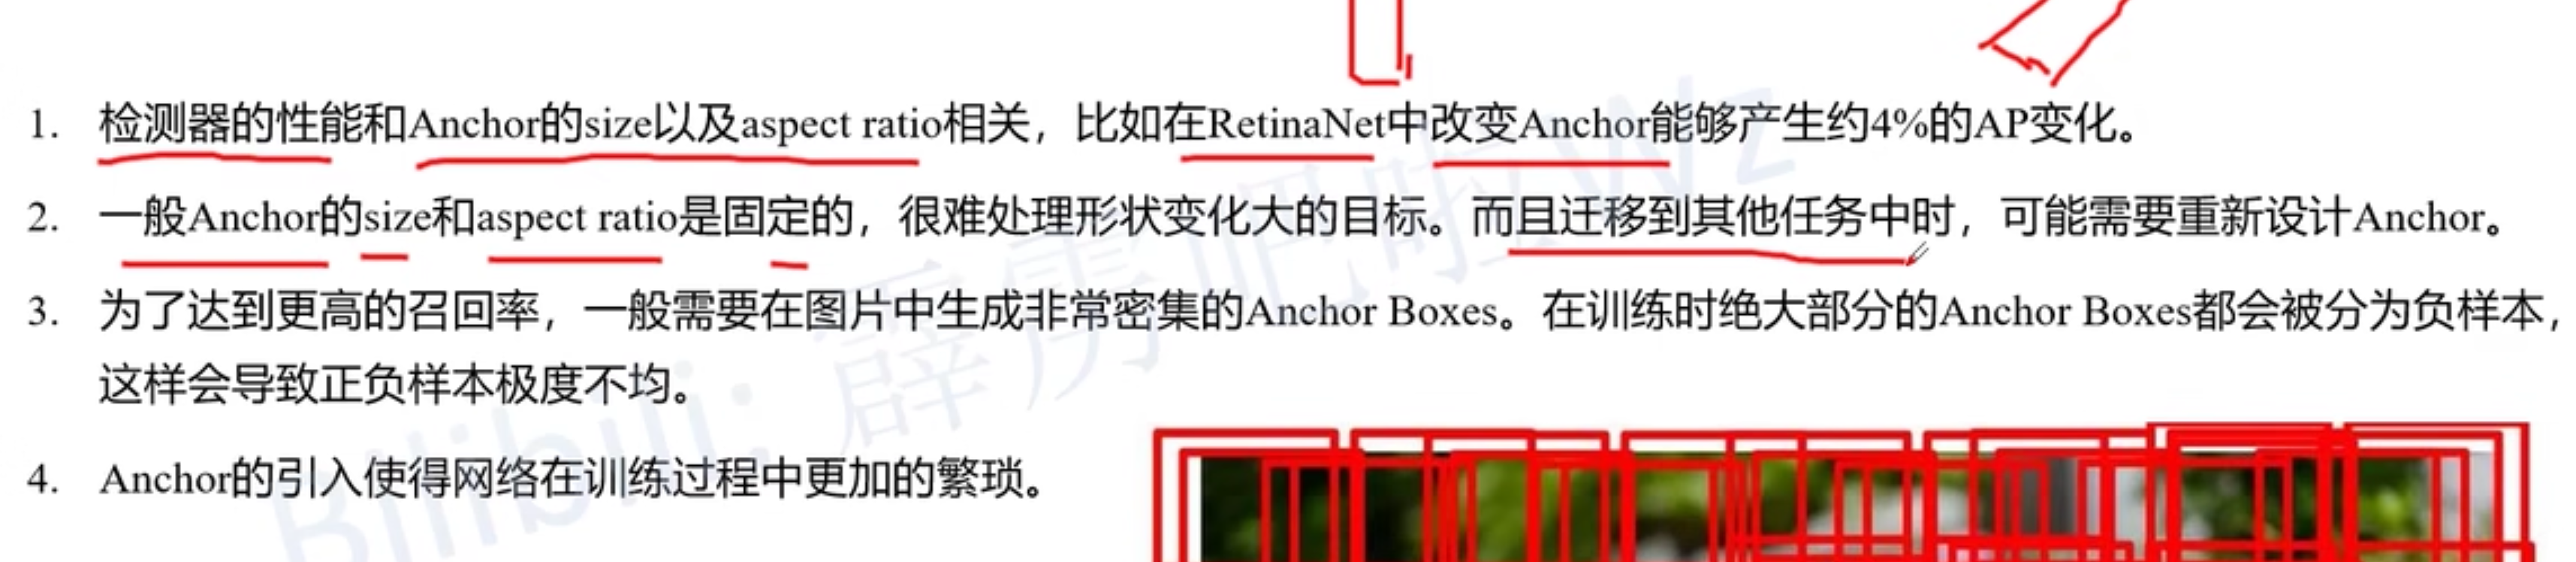 1. 检测器的性能和Anchor的size以及aspect ratio相关，比如在RetinaNet中改变Anchor能够产生约4%的AP变化。
2. 一般Anchor的size和aspect ratio是固定的，很难处理形状变化大的目标。而且迁移到其他任务中时，可能需要重新设计Anchor。
3. 为了达到更高的召回率，一般需要在图片中生成非常密集的Anchor Boxes。在训练时绝大部分的Anchor Boxes都会被分为负样本，
这样会导致正负样本极度不均。
4. Anchor的引入使得网络在训练过程中更加的繁琐。
Bilibili: 霹雳吧啦Wz